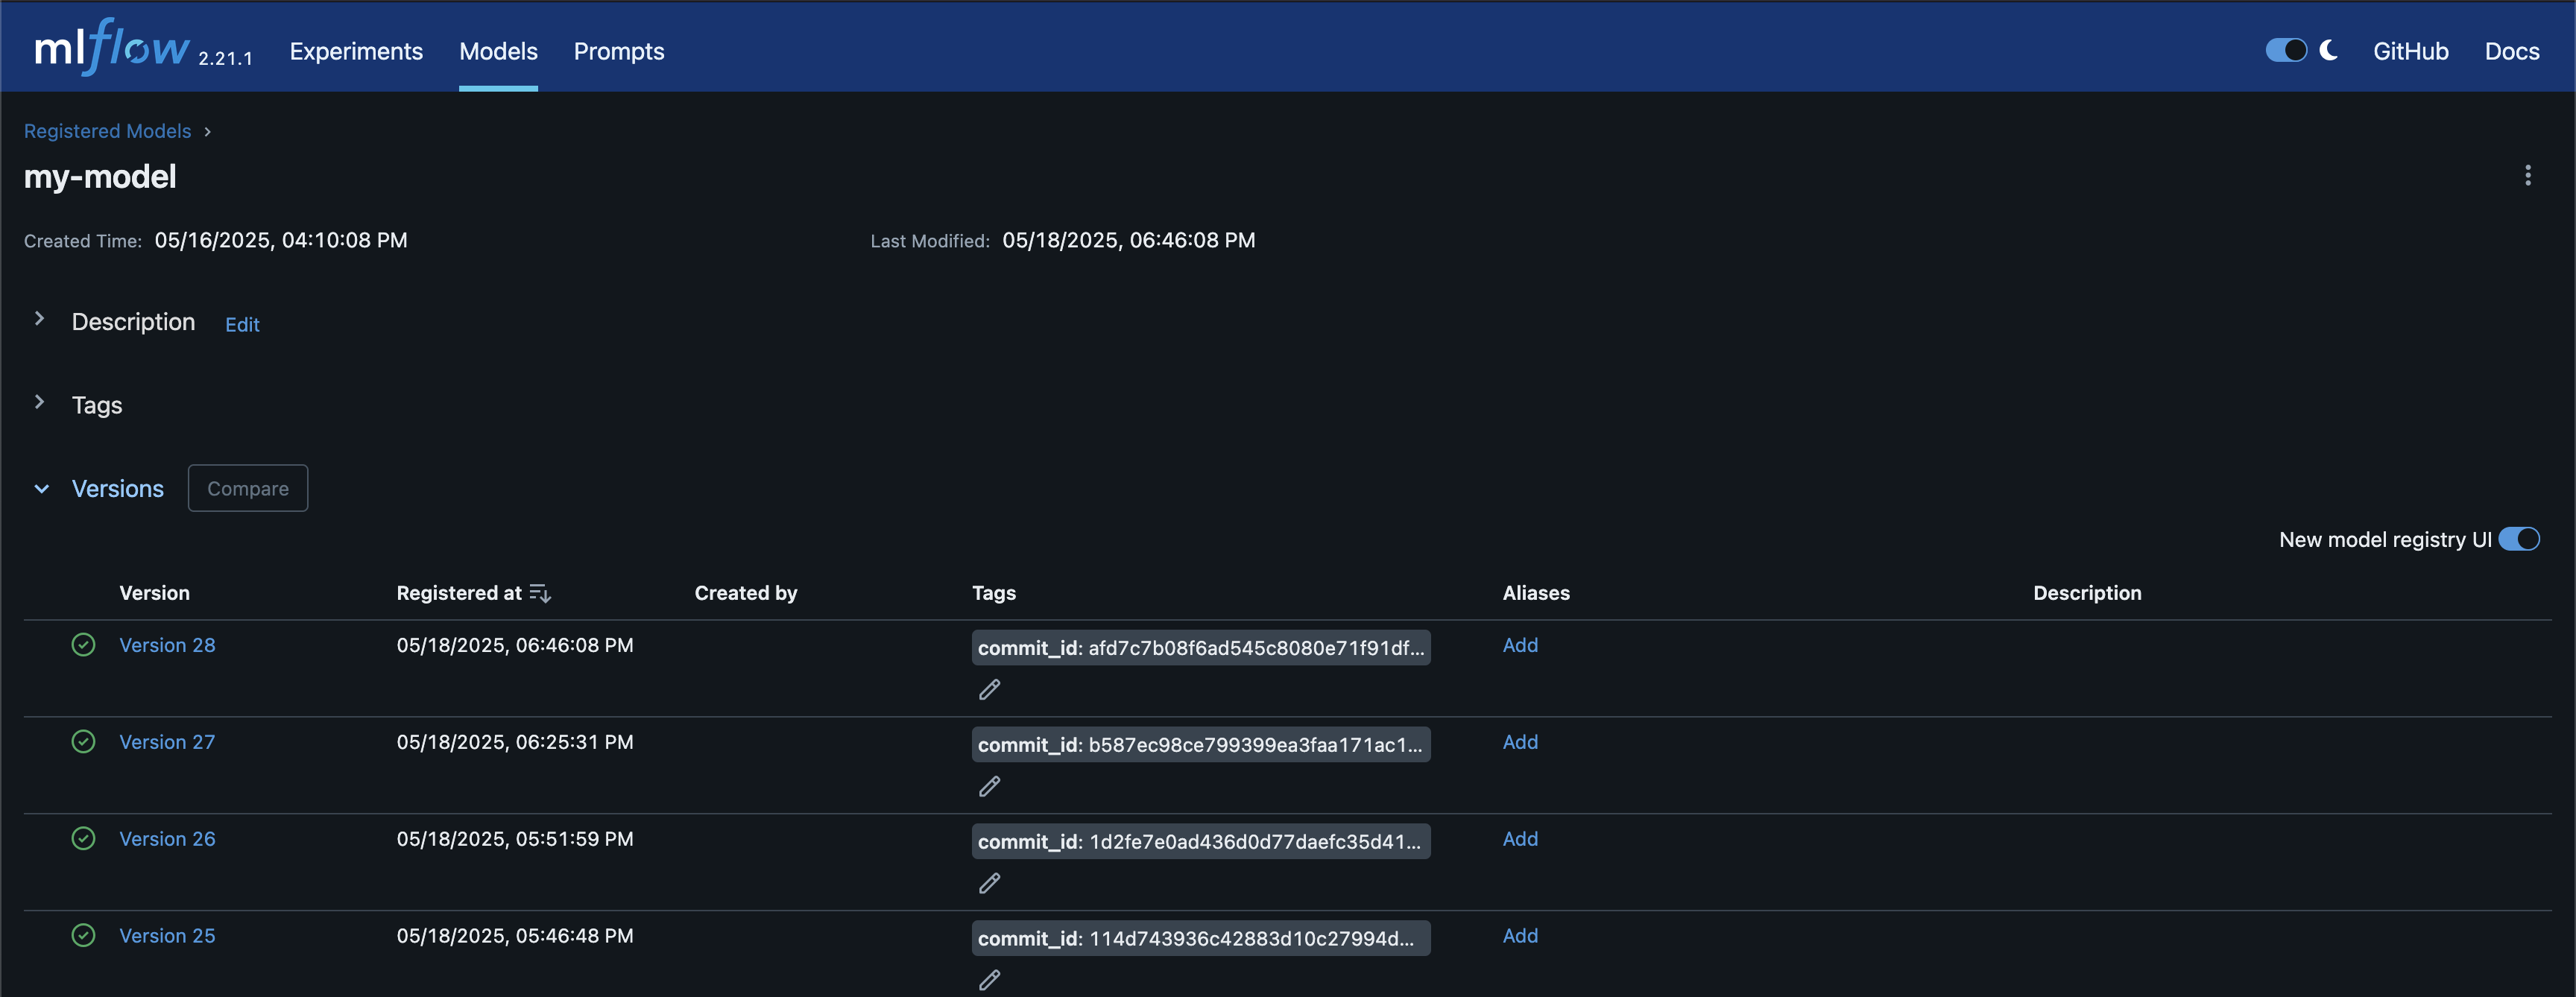 mlflow 2.21.1 Experiments Models Prompts GitHub Docs
Registered Models
my-model
Created Time: 05/16/2025, 04:10:08 PM Last Modified: 05/18/2025, 06:46:08 PM
Description Edit
Tags
Versions Compare
New model registry UI
Version Registered at Created by Tags Aliases Description
Version 28 05/18/2025, 06:46:08 PM commit_id: afd7c7b08f6ad545c8080e71f91df... Add
Version 27 05/18/2025, 06:25:31 PM commit_id: b587ec98ce799399ea3faa171ac1... Add
Version 26 05/18/2025, 05:51:59 PM commit_id: 1d2fe7e0ad436d0d77daefc35d41... Add
Version 25 05/18/2025, 05:46:48 PM commit_id: 114d743936c42883d10c27994d... Add